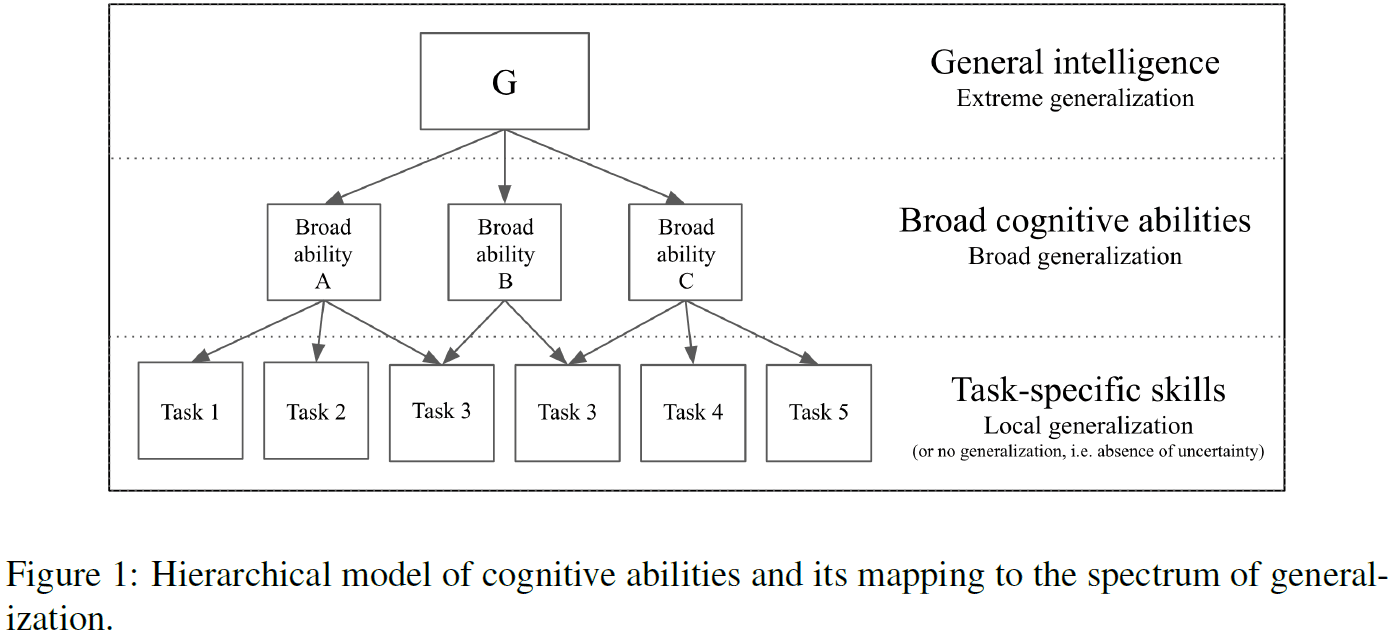 G
General intelligence
Extreme generalization
Broad
ability
A
Broad
ability
B
Broad
ability
C
Broad cognitive abilities
Broad generalization
Task 1
Task 2
Task 3
Task 3
Task 4
Task 5
Task-specific skills
Local generalization
(or no generalization, i.e. absence of uncertainty)
Figure 1: Hierarchical model of cognitive abilities and its mapping to the spectrum of general-
ization.